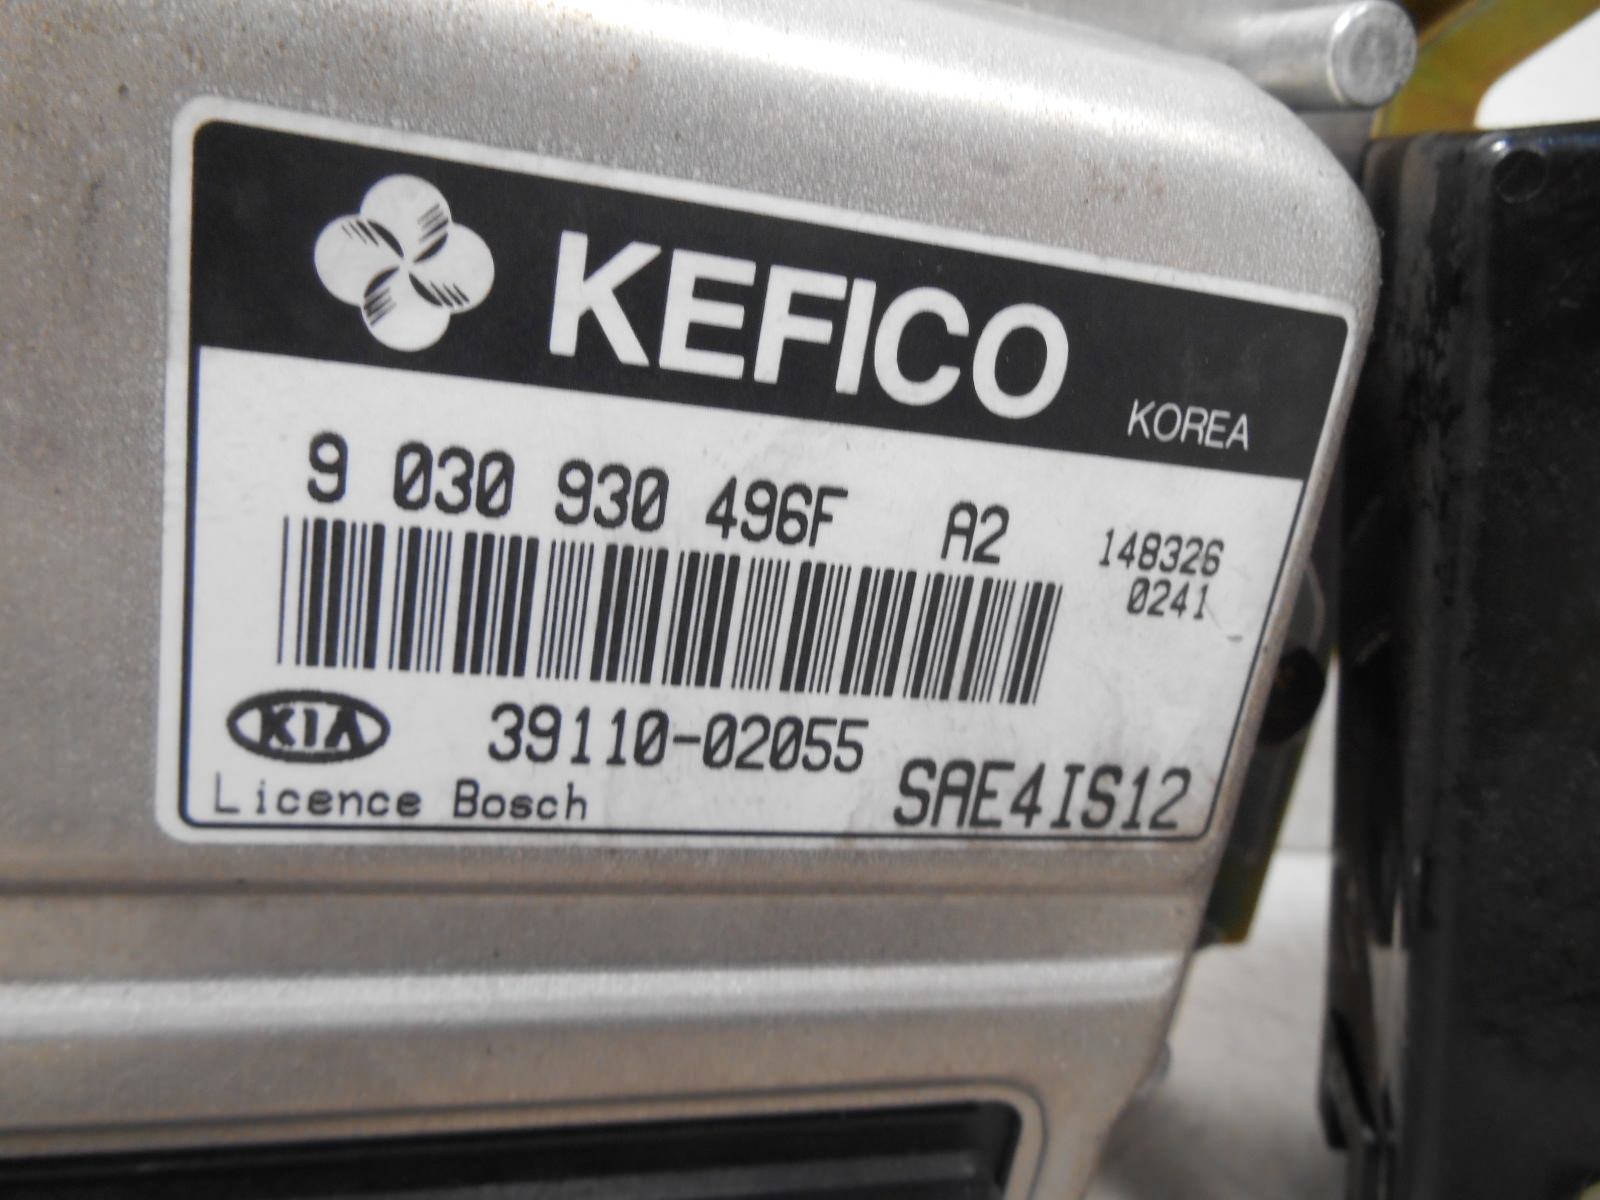 KEFICO
KOREA
9 030 930 496F A2
148326
0241
KIA
39110-02055
SAE4IS12
Licence Bosch